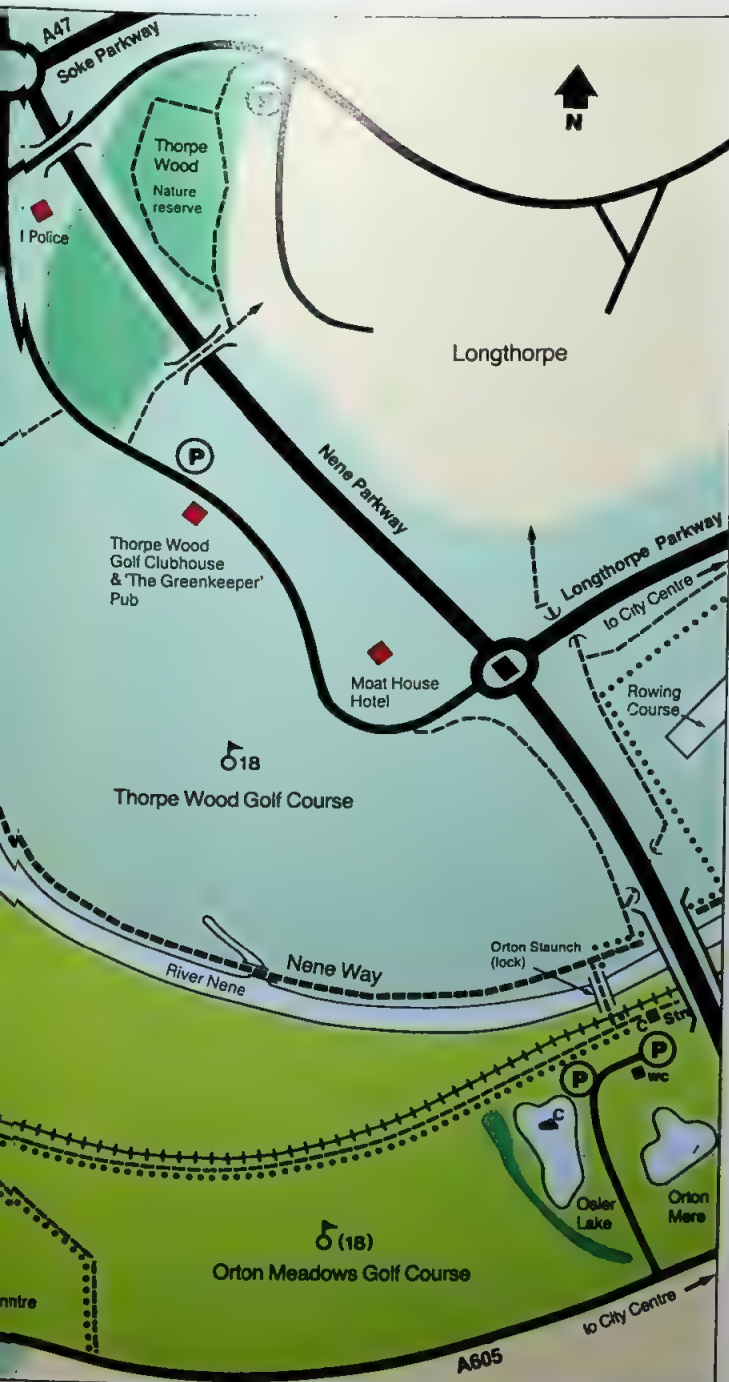 A47
Soke Parkway
P
N
Thorpe
Wood
Nature
reserve
Police
Longthorpe
P
Nene Parkway
Thorpe Wood
Golf Clubhouse
& 'The Greenkeeper'
Pub
Longthorpe Parkway
to City Centre
Moat House
Hotel
Rowing
Course
18
Thorpe Wood Golf Course
Orton Staunch
(lock)
Nene Way
River Nene
C
Stn
P
P
WC
C
Osier
Lake
Orton
Mere
(18)
Orton Meadows Golf Course
to City Centre
A605